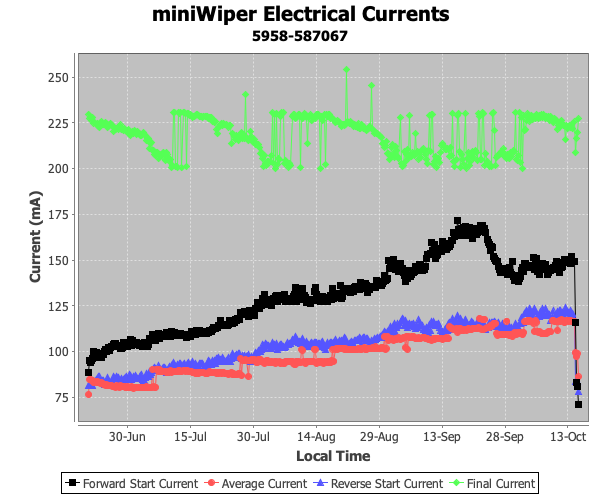 miniWiper Electrical Currents
5958-587067
Current (mA)
250
225
200
175
150
125
100
75
30-Jun 15-Jul 30-Jul 14-Aug 29-Aug 13-Sep 28-Sep 13-Oct
Local Time
Forward Start Current Average Current Reverse Start Current Final Current